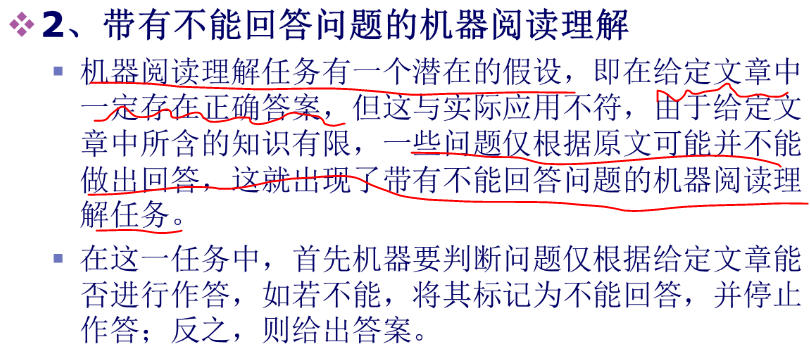 ❖ 2、带有不能回答问题的机器阅读理解
▪ 机器阅读理解任务有一个潜在的假设，即在给定文章中
一定存在正确答案，但这与实际应用不符，由于给定文
章中所含的知识有限，一些问题仅根据原文可能并不能
做出回答，这就出现了带有不能回答问题的机器阅读理
解任务。
▪ 在这一任务中，首先机器要判断问题仅根据给定文章能
否进行作答，如若不能，将其标记为不能回答，并停止
作答；反之，则给出答案。